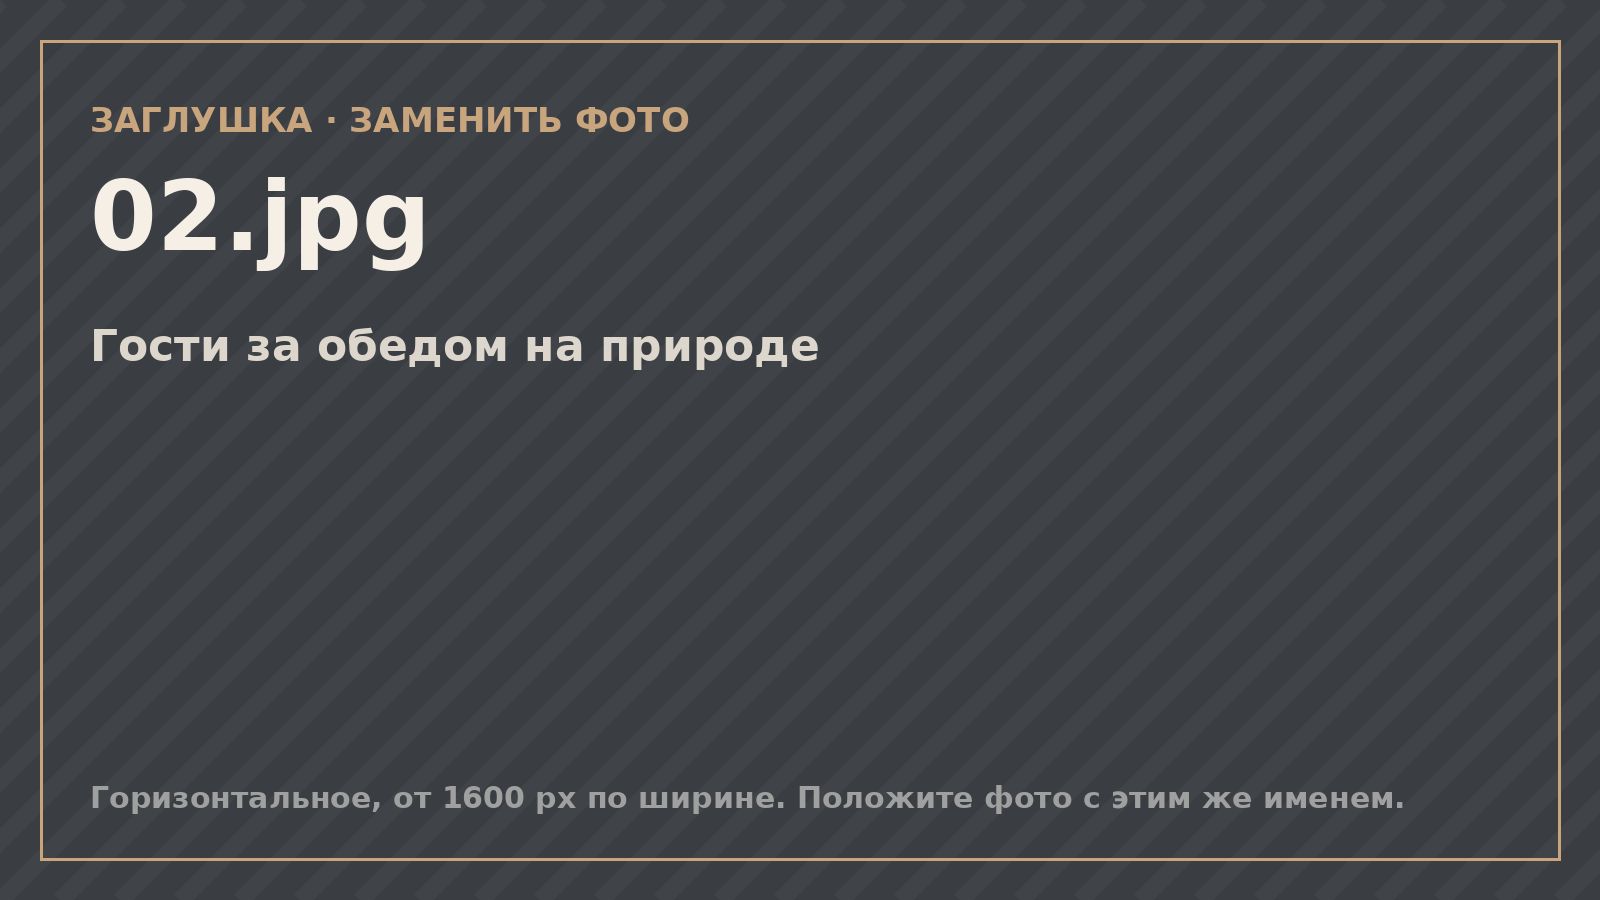 ЗАГЛУШКА · ЗАМЕНИТЬ ФОТО
02.jpg
Гости за обедом на природе
Горизонтальное, от 1600 px по ширине. Положите фото с этим же именем.